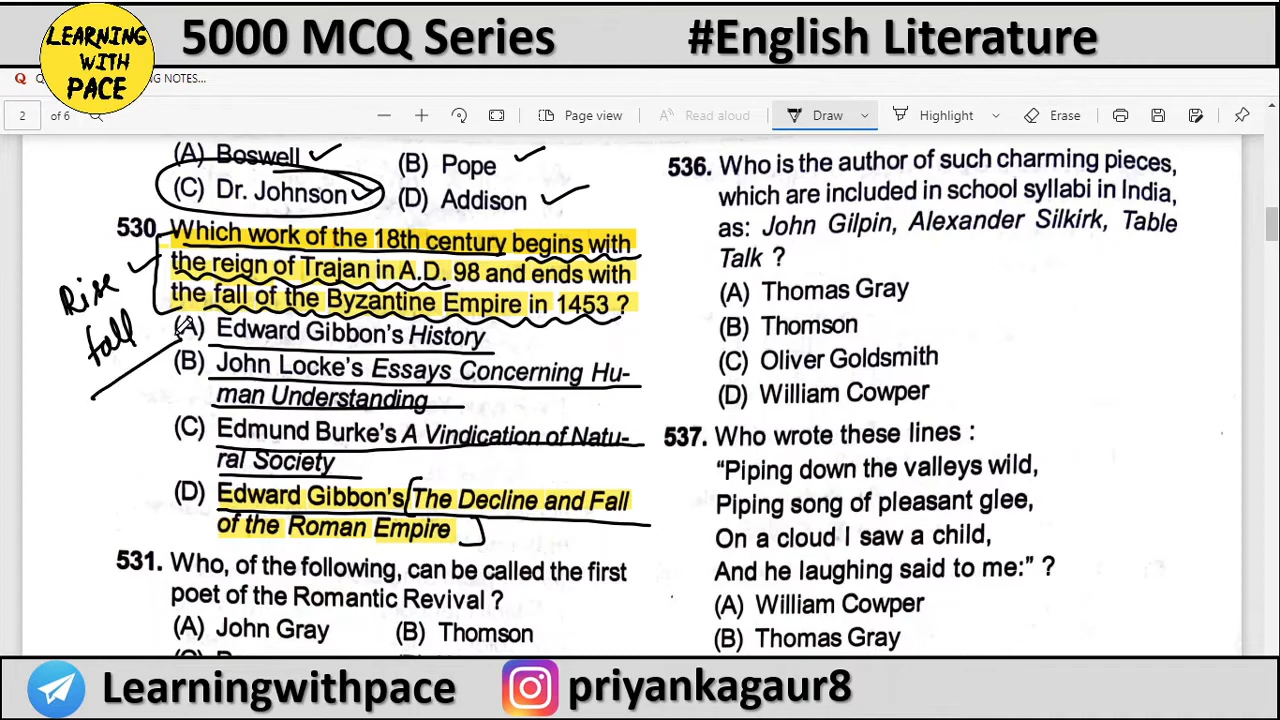 LEARNING
WITH
PACE
5000 MCQ Series
#English Literature
Q
NG NOTES...
2 of 6
Page view
Read aloud
Draw
Highlight
Erase
(A) Boswell
(B) Pope
(C) Dr. Johnson
(D) Addison
530. Which work of the 18th century begins with
the reign of Trajan in A.D. 98 and ends with
the fall of the Byzantine Empire in 1453 ?
Rise
fall
(A) Edward Gibbon's History
(B) John Locke's Essays Concerning Hu-
man Understanding
(C) Edmund Burke's A Vindication of Natu-
ral Society
(D) Edward Gibbon's The Decline and Fall
of the Roman Empire
531. Who, of the following, can be called the first
poet of the Romantic Revival ?
(A) John Gray
(B) Thomson
536. Who is the author of such charming pieces,
which are included in school syllabi in India,
as: John Gilpin, Alexander Silkirk, Table
Talk ?
(A) Thomas Gray
(B) Thomson
(C) Oliver Goldsmith
(D) William Cowper
537. Who wrote these lines :
"Piping down the valleys wild,
Piping song of pleasant glee,
On a cloud I saw a child,
And he laughing said to me:" ?
(A) William Cowper
(B) Thomas Gray
Learningwithpace
priyankagaur8